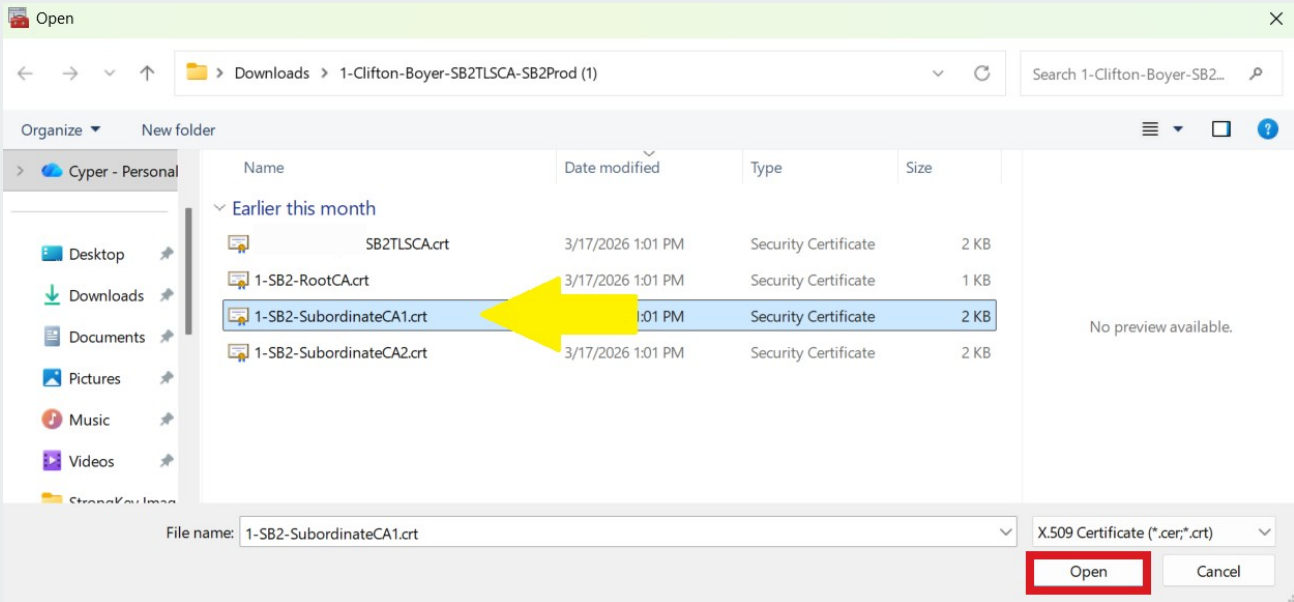 Open
Downloads > 1-Clifton-Boyer-SB2TLSCA-SB2Prod (1)
Search 1-Clifton-Boyer-SB2...
Organize
New folder
Cyper - Personal
Desktop
Downloads
Documents
Pictures
Music
Videos
StrongKey Imag
Name Date modified Type Size
Earlier this month
SB2TLSCA.crt 3/17/2026 1:01 PM Security Certificate 2 KB
1-SB2-RootCA.crt 3/17/2026 1:01 PM Security Certificate 1 KB
1-SB2-SubordinateCA1.crt 1:01 PM Security Certificate 2 KB
1-SB2-SubordinateCA2.crt 3/17/2026 1:01 PM Security Certificate 2 KB
No preview available.
File name: 1-SB2-SubordinateCA1.crt
X.509 Certificate (*.cer;*.crt)
Open
Cancel